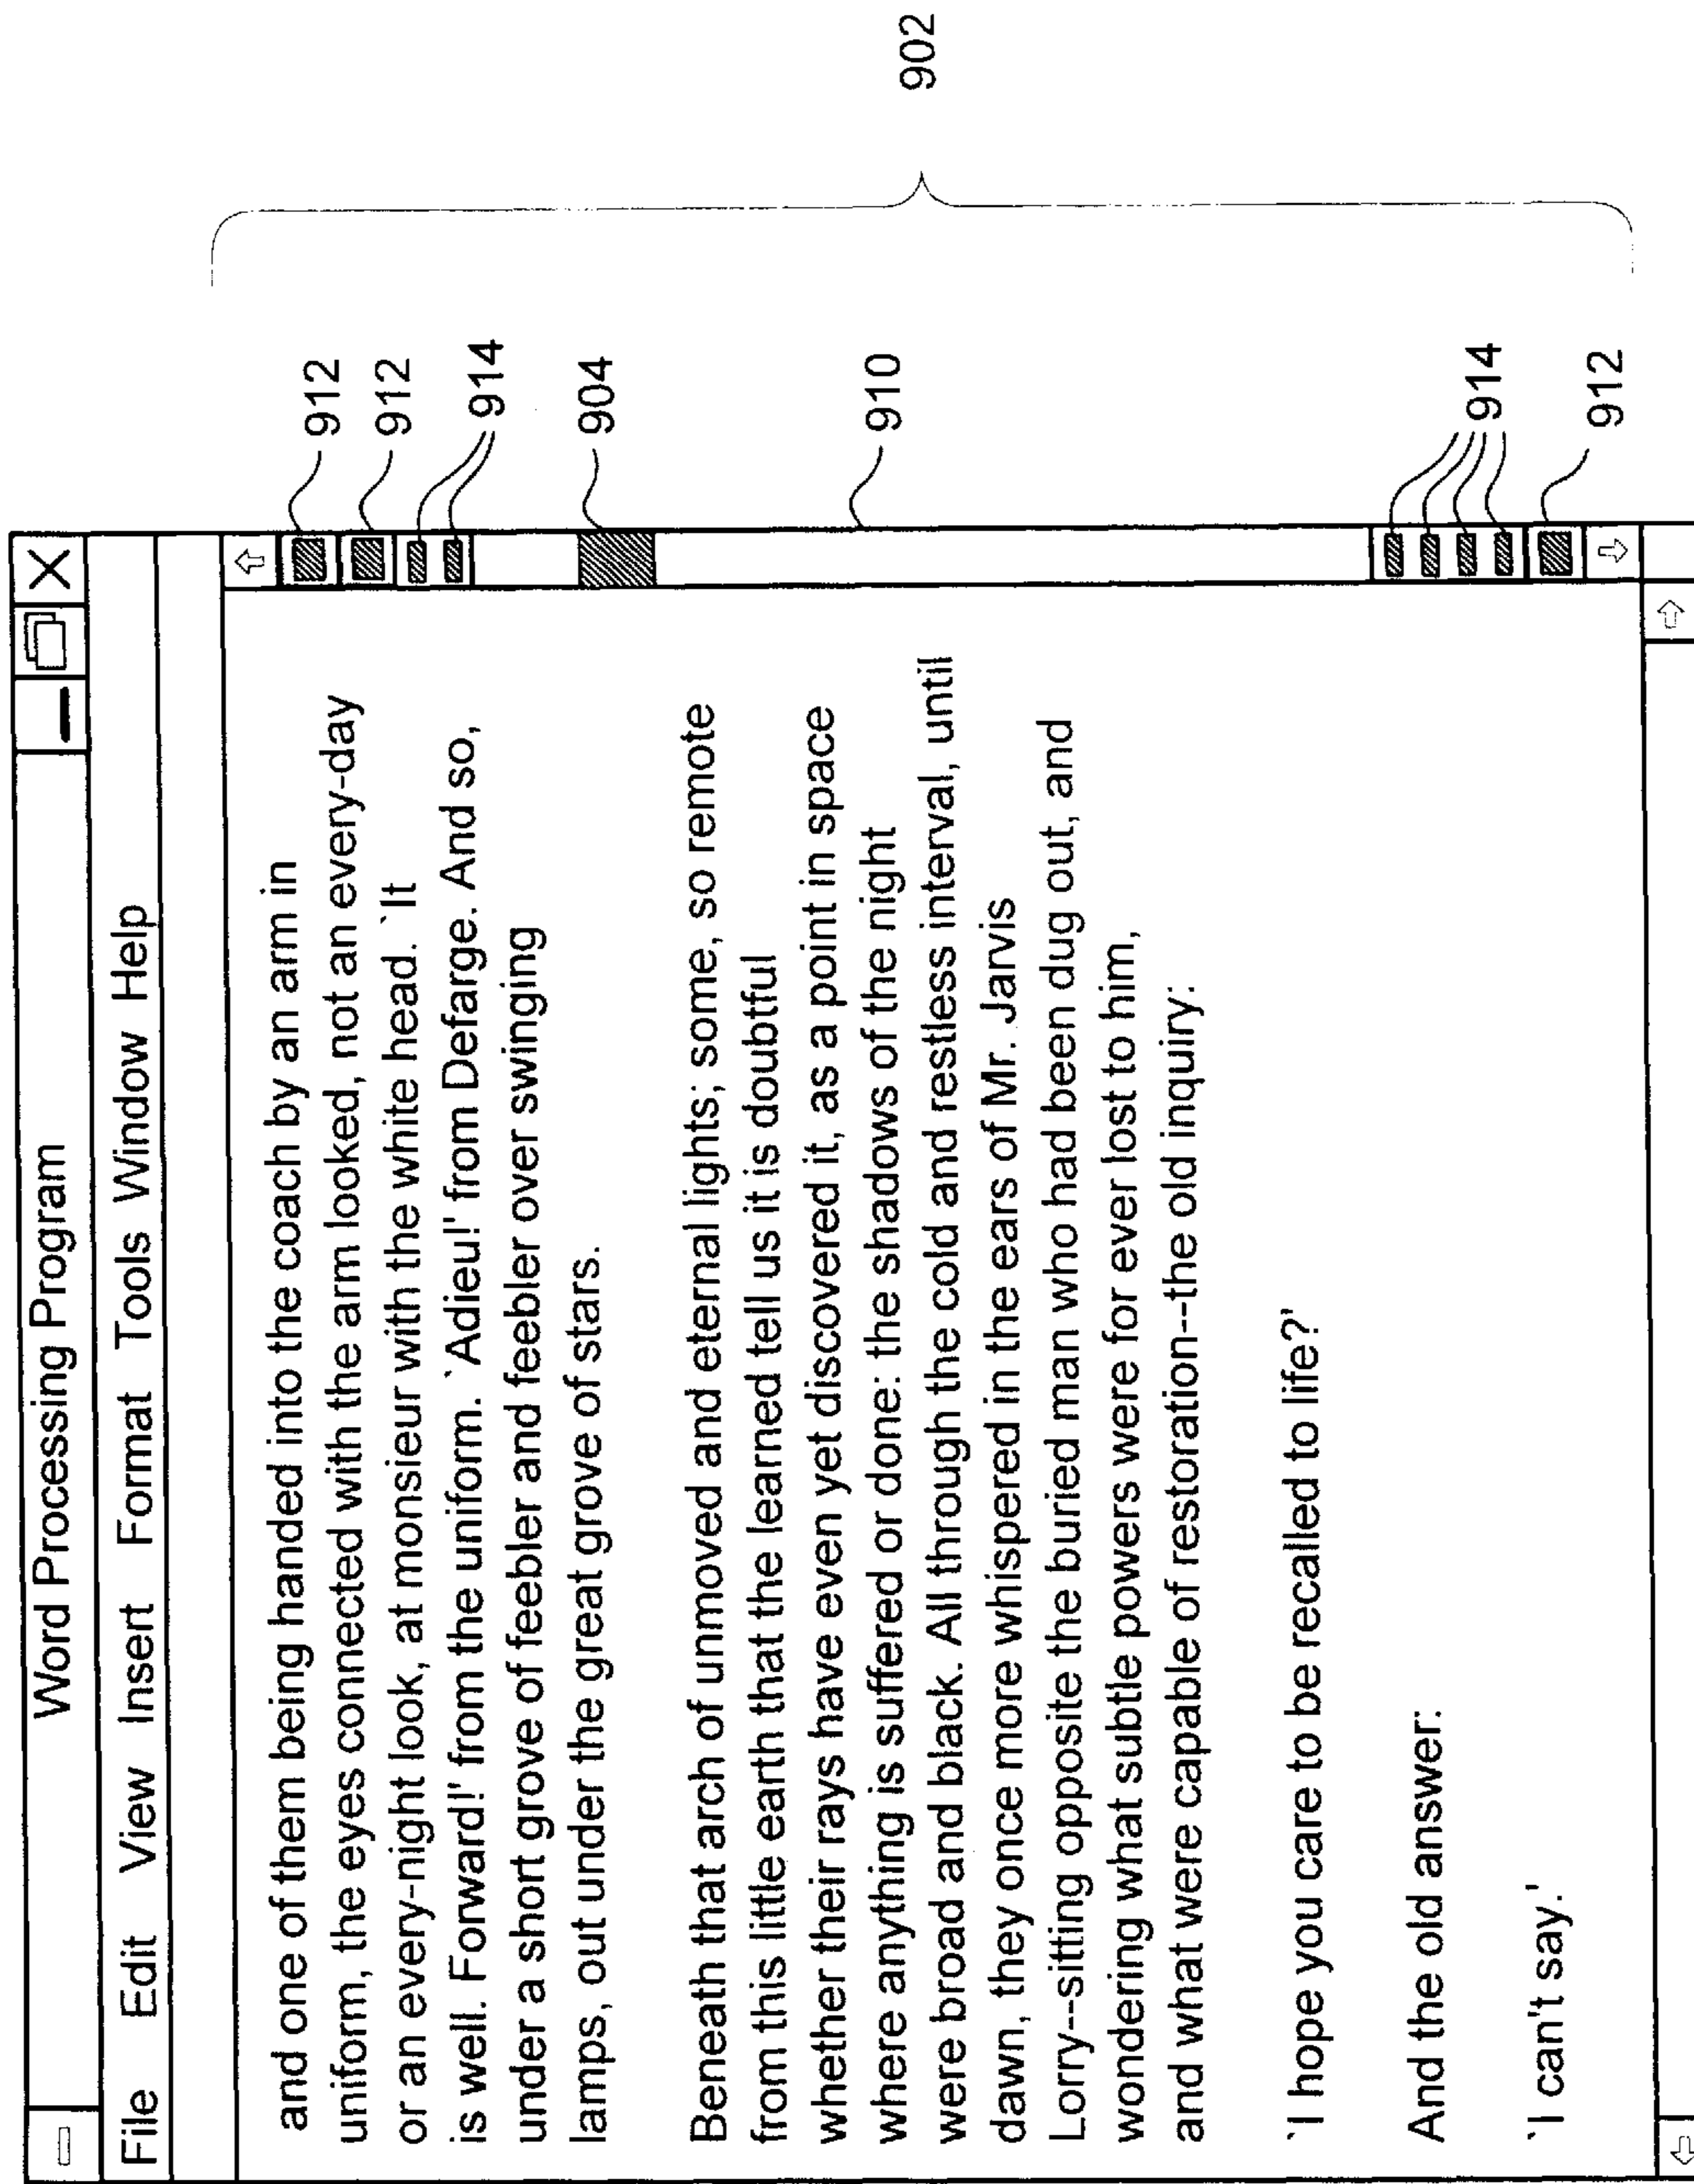 Word Processing Program
File Edit View Insert Format Tools Window Help
and one of them being handed into the coach by an arm in
uniform, the eyes connected with the arm looked, not an every-day
or an every-night look, at monsieur with the white head. `It
is well. Forward!' from the uniform. `Adieu!' from Defarge. And so,
under a short grove of feebler and feebler over swinging
lamps, out under the great grove of stars.
Beneath that arch of unmoved and eternal lights; some, so remote
from this little earth that the learned tell us it is doubtful
whether their rays have even yet discovered it, as a point in space
where anything is suffered or done: the shadows of the night
were broad and black. All through the cold and restless interval, until
dawn, they once more whispered in the ears of Mr. Jarvis
Lorry--sitting opposite the buried man who had been dug out, and
wondering what subtle powers were for ever lost to him,
and what were capable of restoration--the old inquiry:
`I hope you care to be recalled to life?'
And the old answer:
`I can't say.'
912
912
914
904
910
914
912
902